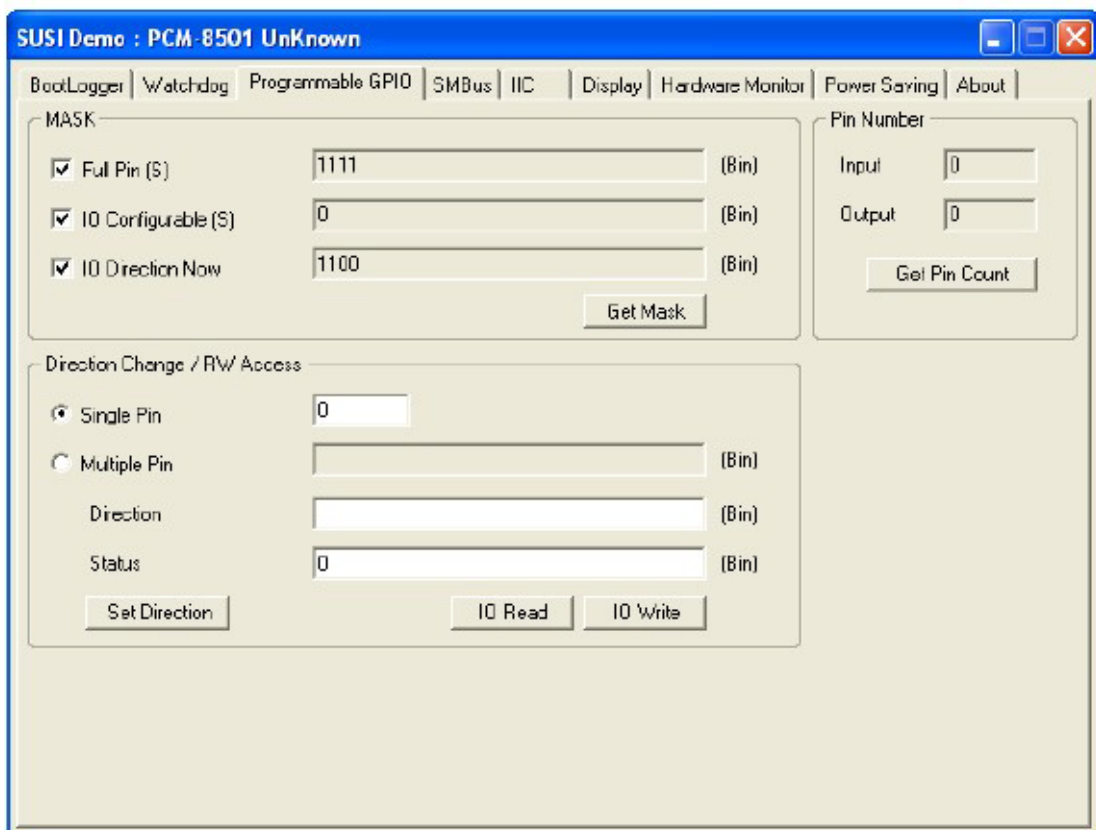 SUSI Demo : PCM-8501 UnKnown
BootLogger Watchdog Programmable GPIO SMBus IIC Display Hardware Monitor Power Saving About
MASK
Full Pin (S) 1111 (Bin)
IO Configurable (S) 0 (Bin)
IO Direction Now 1100 (Bin)
Get Mask
Pin Number
Input 0
Output 0
Get Pin Count
Direction Change / RW Access
Single Pin 0
Multiple Pin (Bin)
Direction (Bin)
Status 0 (Bin)
Set Direction IO Read IO Write